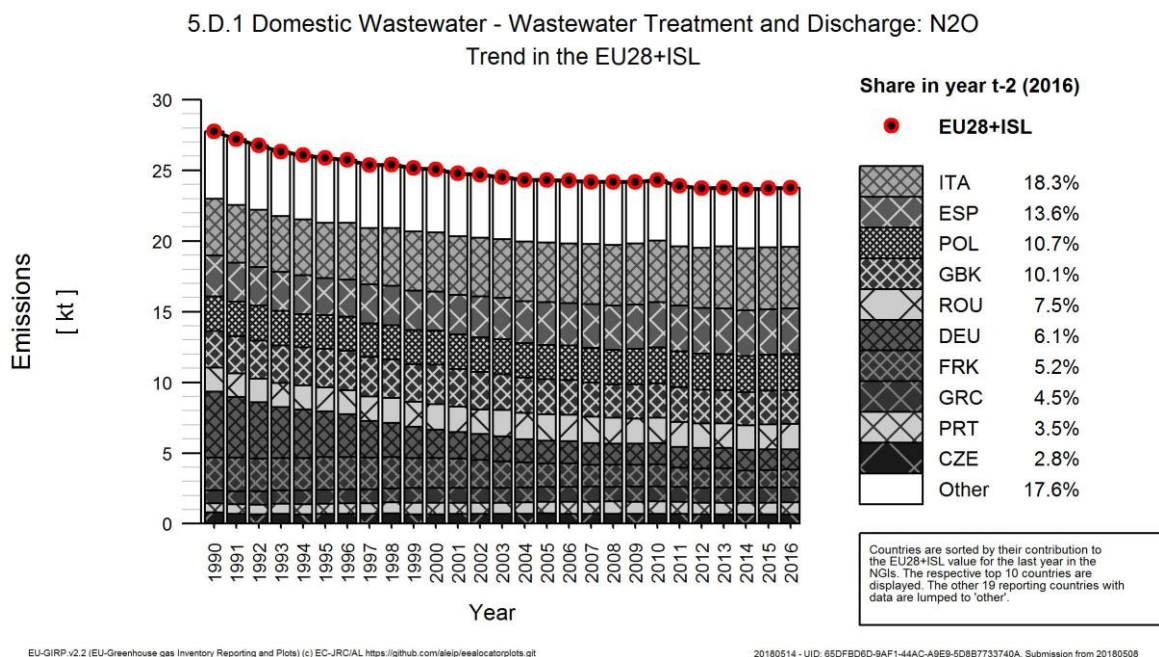 5.D.1 Domestic Wastewater - Wastewater Treatment and Discharge: N2O
Trend in the EU28+ISL
Emissions
[ kt ]
30
25
20
15
10
5
0
1990
1991
1992
1993
1994
1995
1996
1997
1998
1999
2000
2001
2002
2003
2004
2005
2006
2007
2008
2009
2010
2011
2012
2013
2014
2015
2016
Year
Share in year t-2 (2016)
EU28+ISL
ITA 18.3%
ESP 13.6%
POL 10.7%
GBK 10.1%
ROU 7.5%
DEU 6.1%
FRK 5.2%
GRC 4.5%
PRT 3.5%
CZE 2.8%
Other 17.6%
Countries are sorted by their contribution to
the EU28+ISL value for the last year in the
NGIs. The respective top 10 countries are
displayed. The other 19 reporting countries with
data are lumped to 'other'.
EU-GIRP.v2.2 (EU-Greenhouse gas Inventory Reporting and Plots) (c) EC-JRC/AL https://github.com/aleip/eealocatorplots.git
20180514 - UID: 65DFBD6D-9AF1-44AC-A9E9-5D8B7733740A. Submission from 20180508